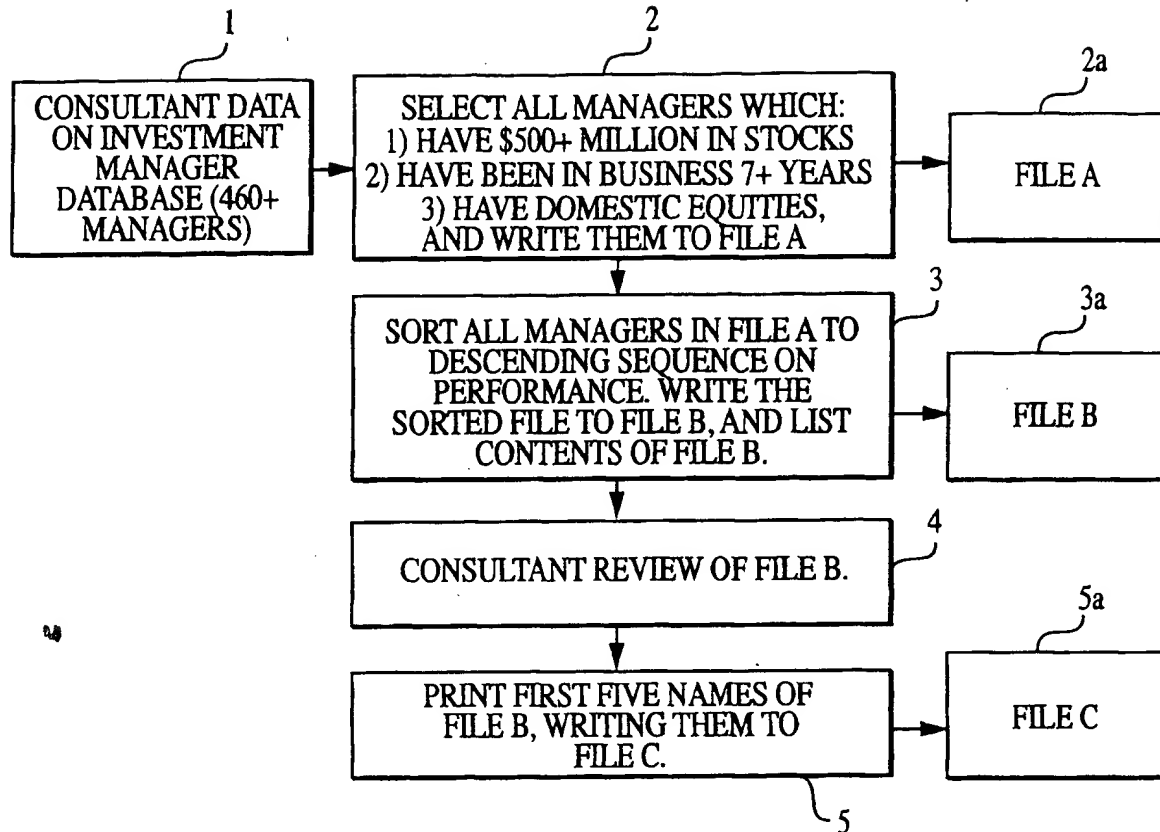 1
CONSULTANT DATA
ON INVESTMENT
MANAGER
DATABASE (460+
MANAGERS)
2
SELECT ALL MANAGERS WHICH:
1) HAVE $500+ MILLION IN STOCKS
2) HAVE BEEN IN BUSINESS 7+ YEARS
3) HAVE DOMESTIC EQUITIES,
AND WRITE THEM TO FILE A
2a
FILE A
3
SORT ALL MANAGERS IN FILE A TO
DESCENDING SEQUENCE ON
PERFORMANCE. WRITE THE
SORTED FILE TO FILE B, AND LIST
CONTENTS OF FILE B.
3a
FILE B
4
CONSULTANT REVIEW OF FILE B.
5a
PRINT FIRST FIVE NAMES OF
FILE B, WRITING THEM TO
FILE C.
FILE C
5